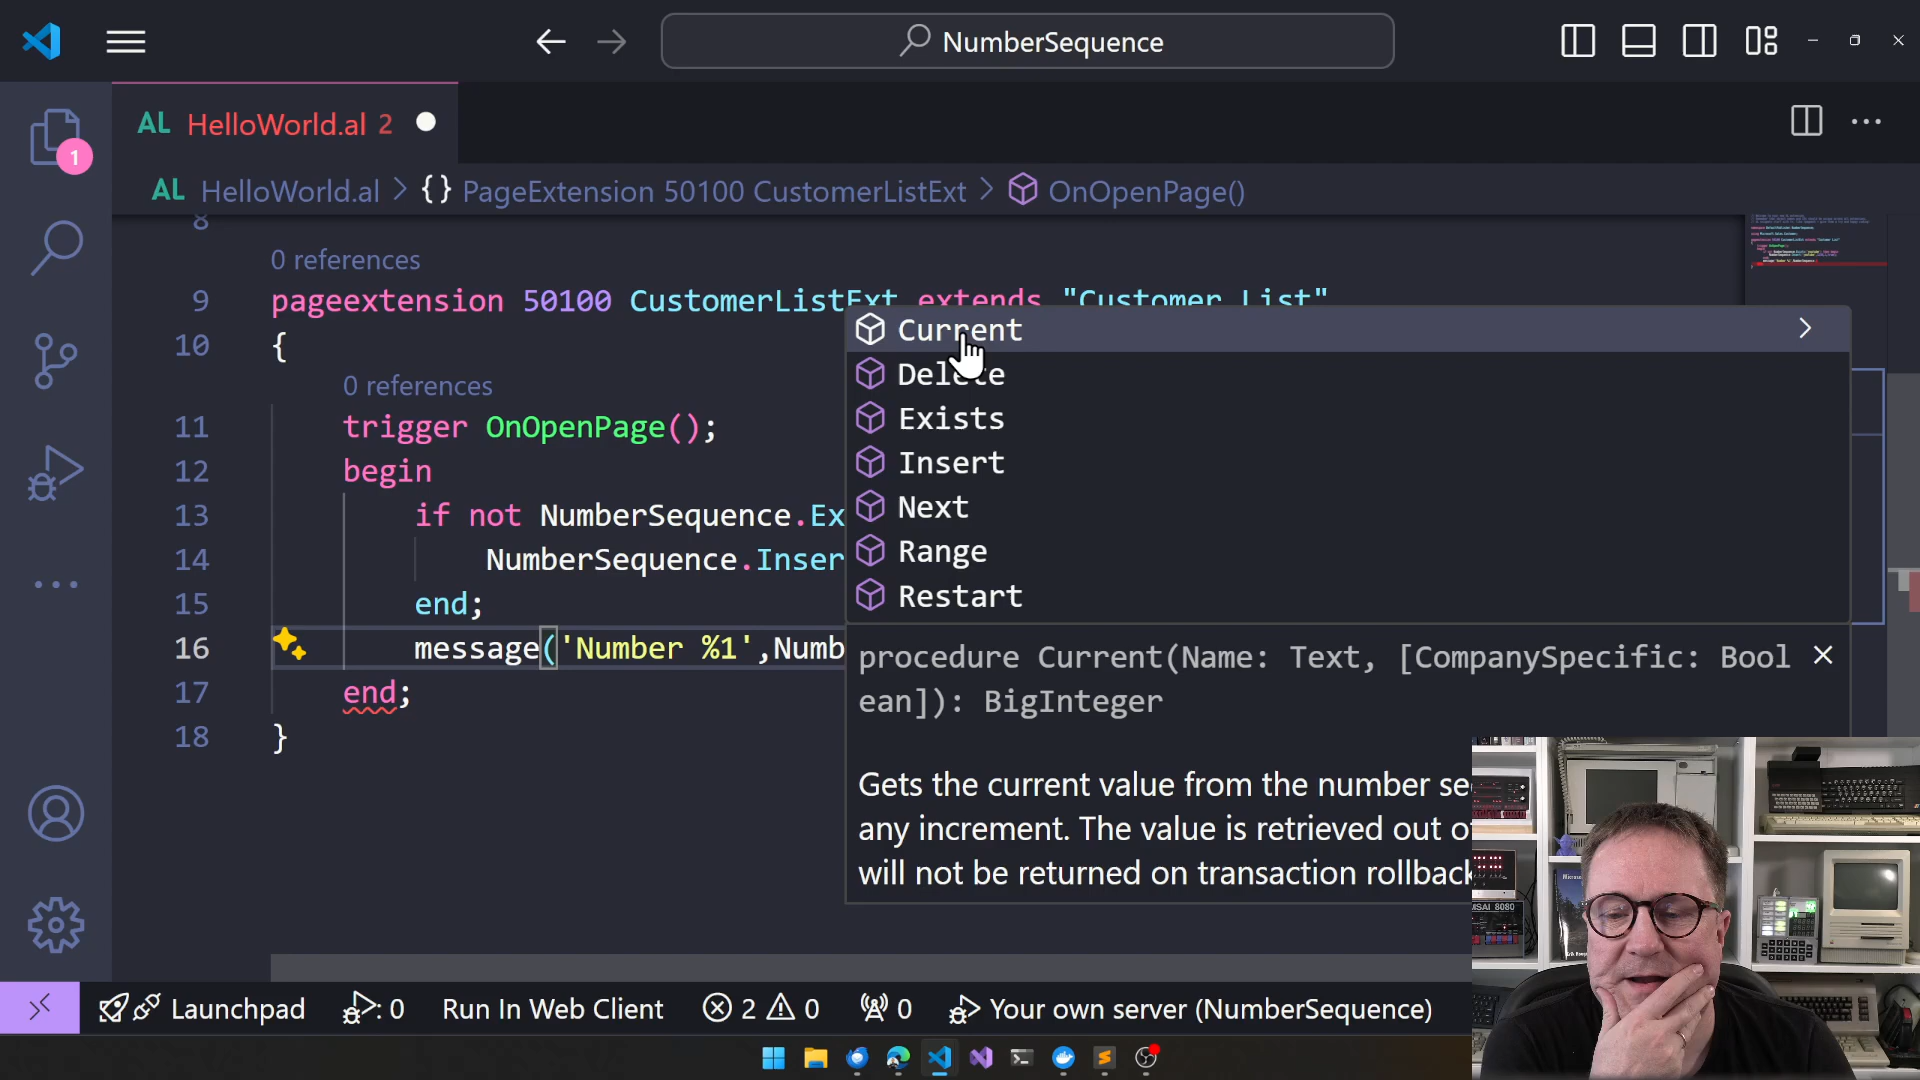 NumberSequence
AL HelloWorld.al 2
AL HelloWorld.al > {} PageExtension 50100 CustomerListExt > OnOpenPage()
1
8
0 references
9 pageextension 50100 CustomerListExt extends "Customer List"
10 {
0 references
11 trigger OnOpenPage();
12 begin
13 if not NumberSequence.Ex
14 NumberSequence.Inser
15 end;
16 message('Number %1',Numb
17 end;
18 }
Current
Delete
Exists
Insert
Next
Range
Restart
procedure Current(Name: Text, [CompanySpecific: Bool
ean]): BigInteger
Gets the current value from the number se
any increment. The value is retrieved out o
will not be returned on transaction rollback
Launchpad : 0 Run In Web Client 2 0 0 Your own server (NumberSequence)